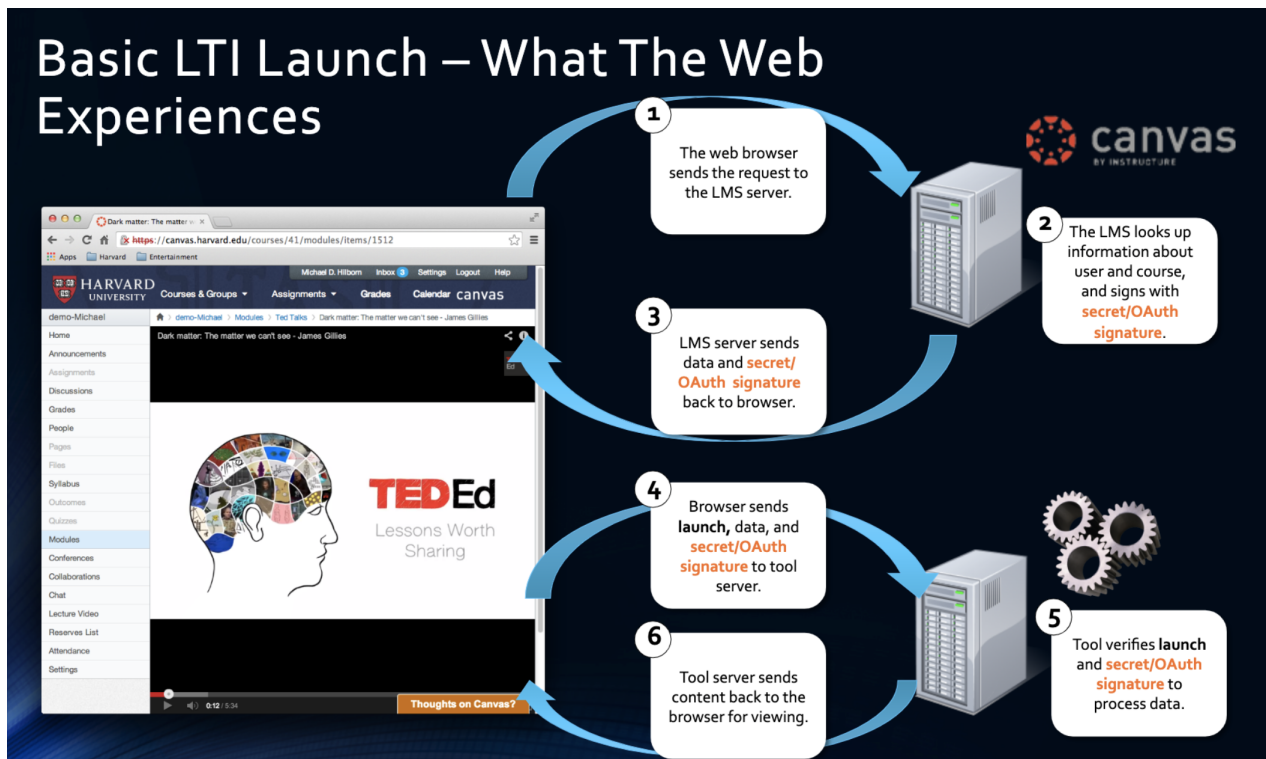 Basic LTI Launch – What The Web
Experiences
1
The web browser
sends the request to
the LMS server.
canvas
BY INSTRUCTURE
2
The LMS looks up
information about
user and course,
and signs with
secret/OAuth
signature.
3
LMS server sends
data and secret/
OAuth signature
back to browser.
4
Browser sends
launch, data, and
secret/OAuth
signature to tool
server.
5
Tool verifies launch
and secret/OAuth
signature to
process data.
6
Tool server sends
content back to the
browser for viewing.
Dark matter: The matter
https://canvas.harvard.edu/courses/41/modules/items/1512
Apps Harvard Entertainment
Michael D. Hilborn Inbox 3 Settings Logout Help
HARVARD
UNIVERSITY
Courses & Groups Assignments Grades Calendar canvas
demo-Michael
demo-Michael > Modules > Ted Talks > Dark matter: The matter we can't see - James Gillies
Home
Announcements
Assignments
Discussions
Grades
People
Pages
Files
Syllabus
Outcomes
Quizzes
Modules
Conferences
Collaborations
Chat
Lecture Video
Reserves List
Attendance
Settings
Dark matter: The matter we can't see - James Gillies
Ed
TEDEd
Lessons Worth
Sharing
0:12 / 5:34
Thoughts on Canvas?